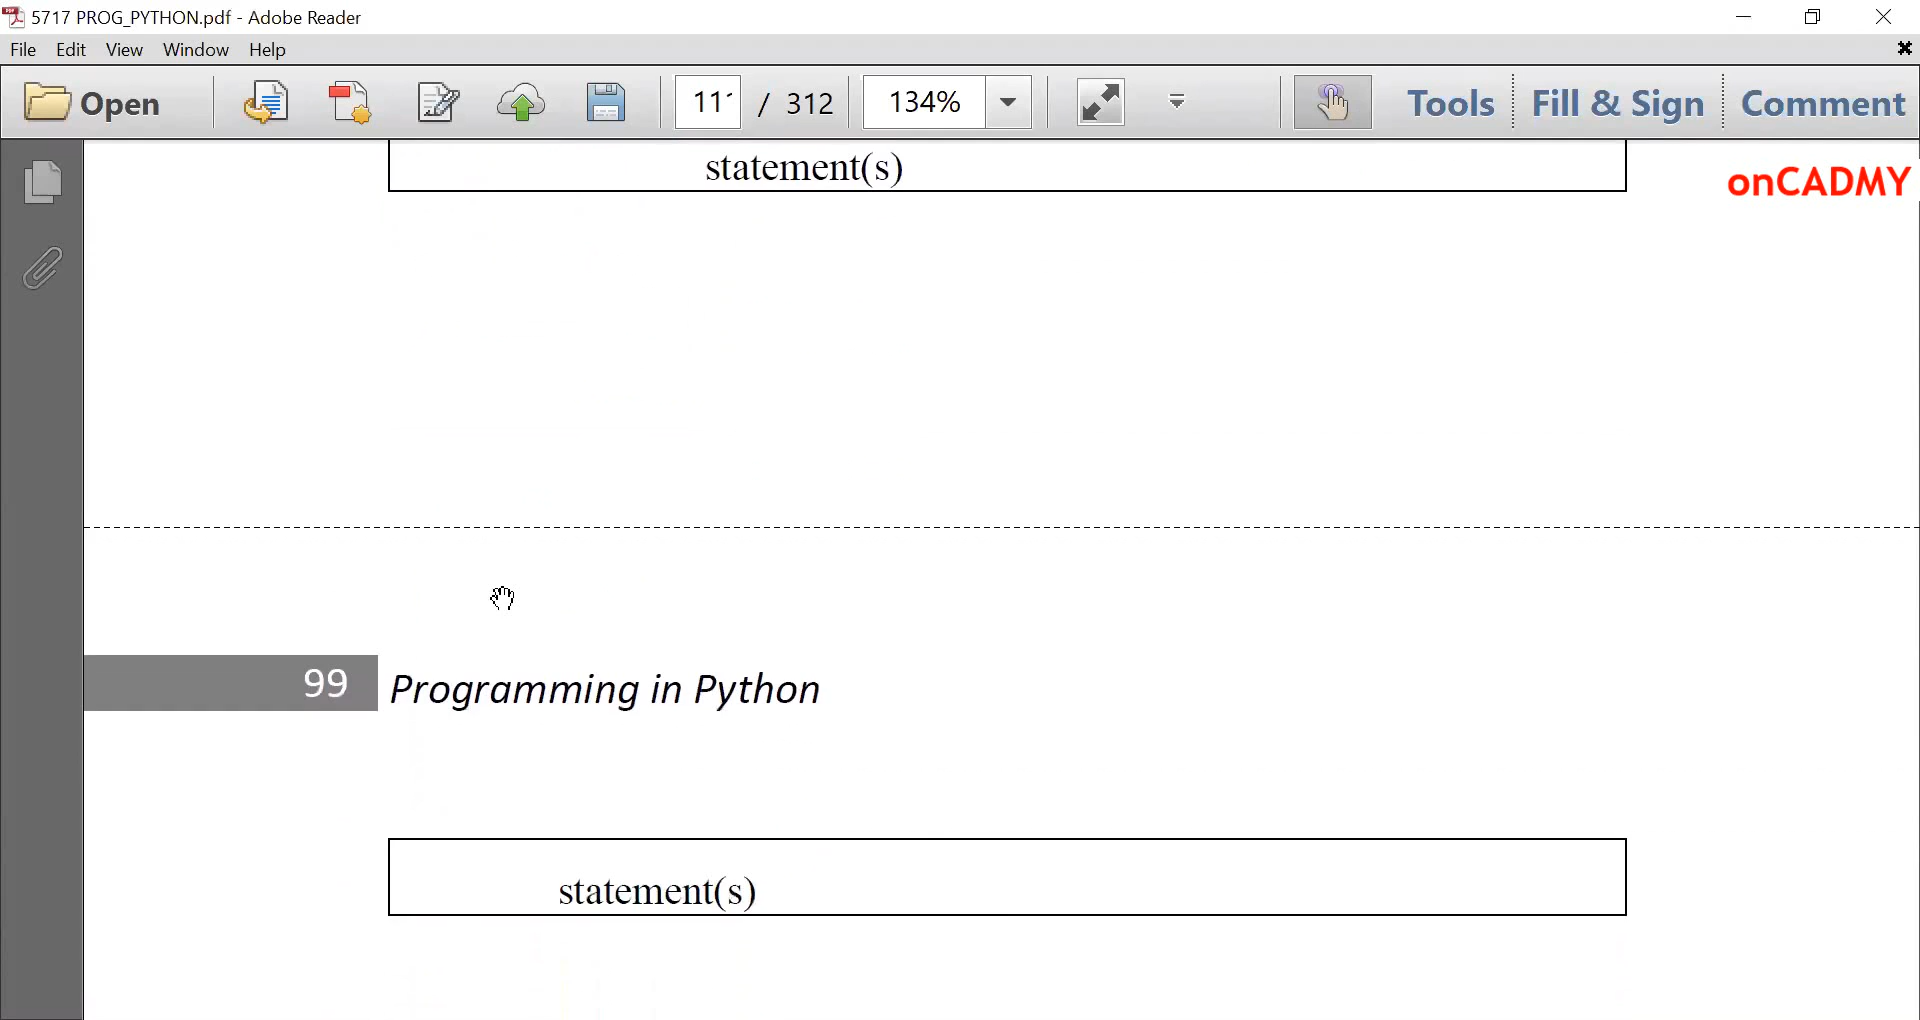 5717 PROG_PYTHON.pdf - Adobe Reader
File Edit View Window Help
Open / 312 134% Tools Fill & Sign Comment
statement(s)
onCADMY
99 Programming in Python
statement(s)